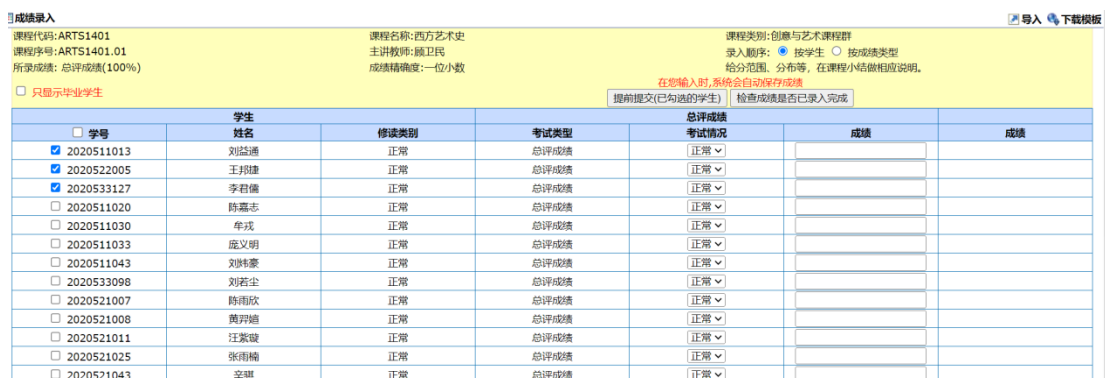 成绩录入 导入 下载模板
课程代码:ARTS1401 课程名称:西方艺术史 课程类别:创意与艺术课程群
课程序号:ARTS1401.01 主讲教师:顾卫民 录入顺序: 按学生 按成绩类型
所录成绩: 总评成绩(100%) 成绩精确度:一位小数 给分范围、分布等，在课程小结做相应说明。
在您输入时,系统会自动保存成绩
只显示毕业学生 提前提交(已勾选的学生) 检查成绩是否已录入完成
学生 总评成绩
学号 姓名 修读类别 考试类型 考试情况 成绩 成绩
2020511013 刘益通 正常 总评成绩 正常
2020522005 王邦捷 正常 总评成绩 正常
2020533127 李君儒 正常 总评成绩 正常
2020511020 陈嘉志 正常 总评成绩 正常
2020511030 牟戎 正常 总评成绩 正常
2020511033 庞义明 正常 总评成绩 正常
2020511043 刘炜豪 正常 总评成绩 正常
2020533098 刘若尘 正常 总评成绩 正常
2020521007 陈雨欣 正常 总评成绩 正常
2020521008 黄羿嬑 正常 总评成绩 正常
2020521011 汪紫璇 正常 总评成绩 正常
2020521025 张雨楠 正常 总评成绩 正常
2020521043 辛琪 正常 总评成绩 正常